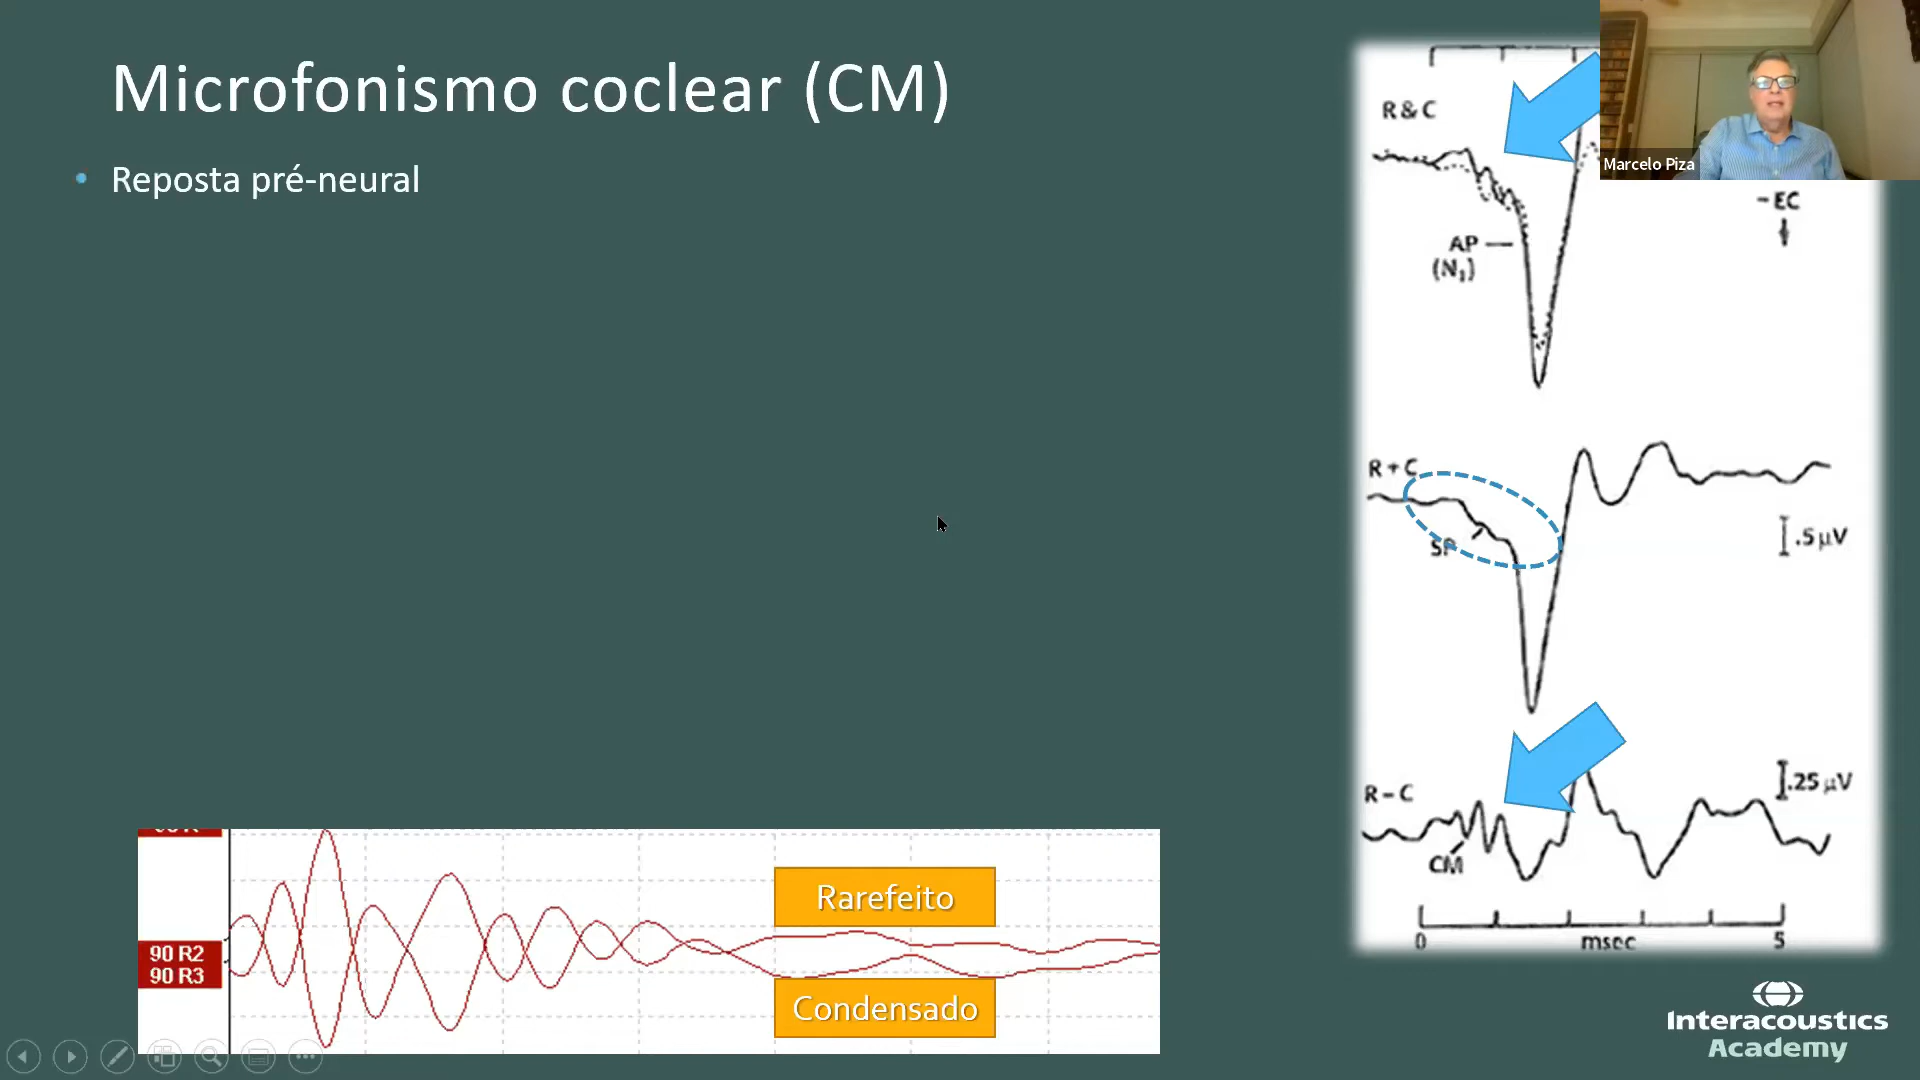 Microfonismo coclear (CM)
• Reposta pré-neural
R & C
Marcelo Piza
- EC
AP
(N₁)
R + C
SP
.5 µV
R - C
.25 µV
CM
0 msec 5
90 R2
90 R3
Rarefeito
Condensado
Interacoustics
Academy